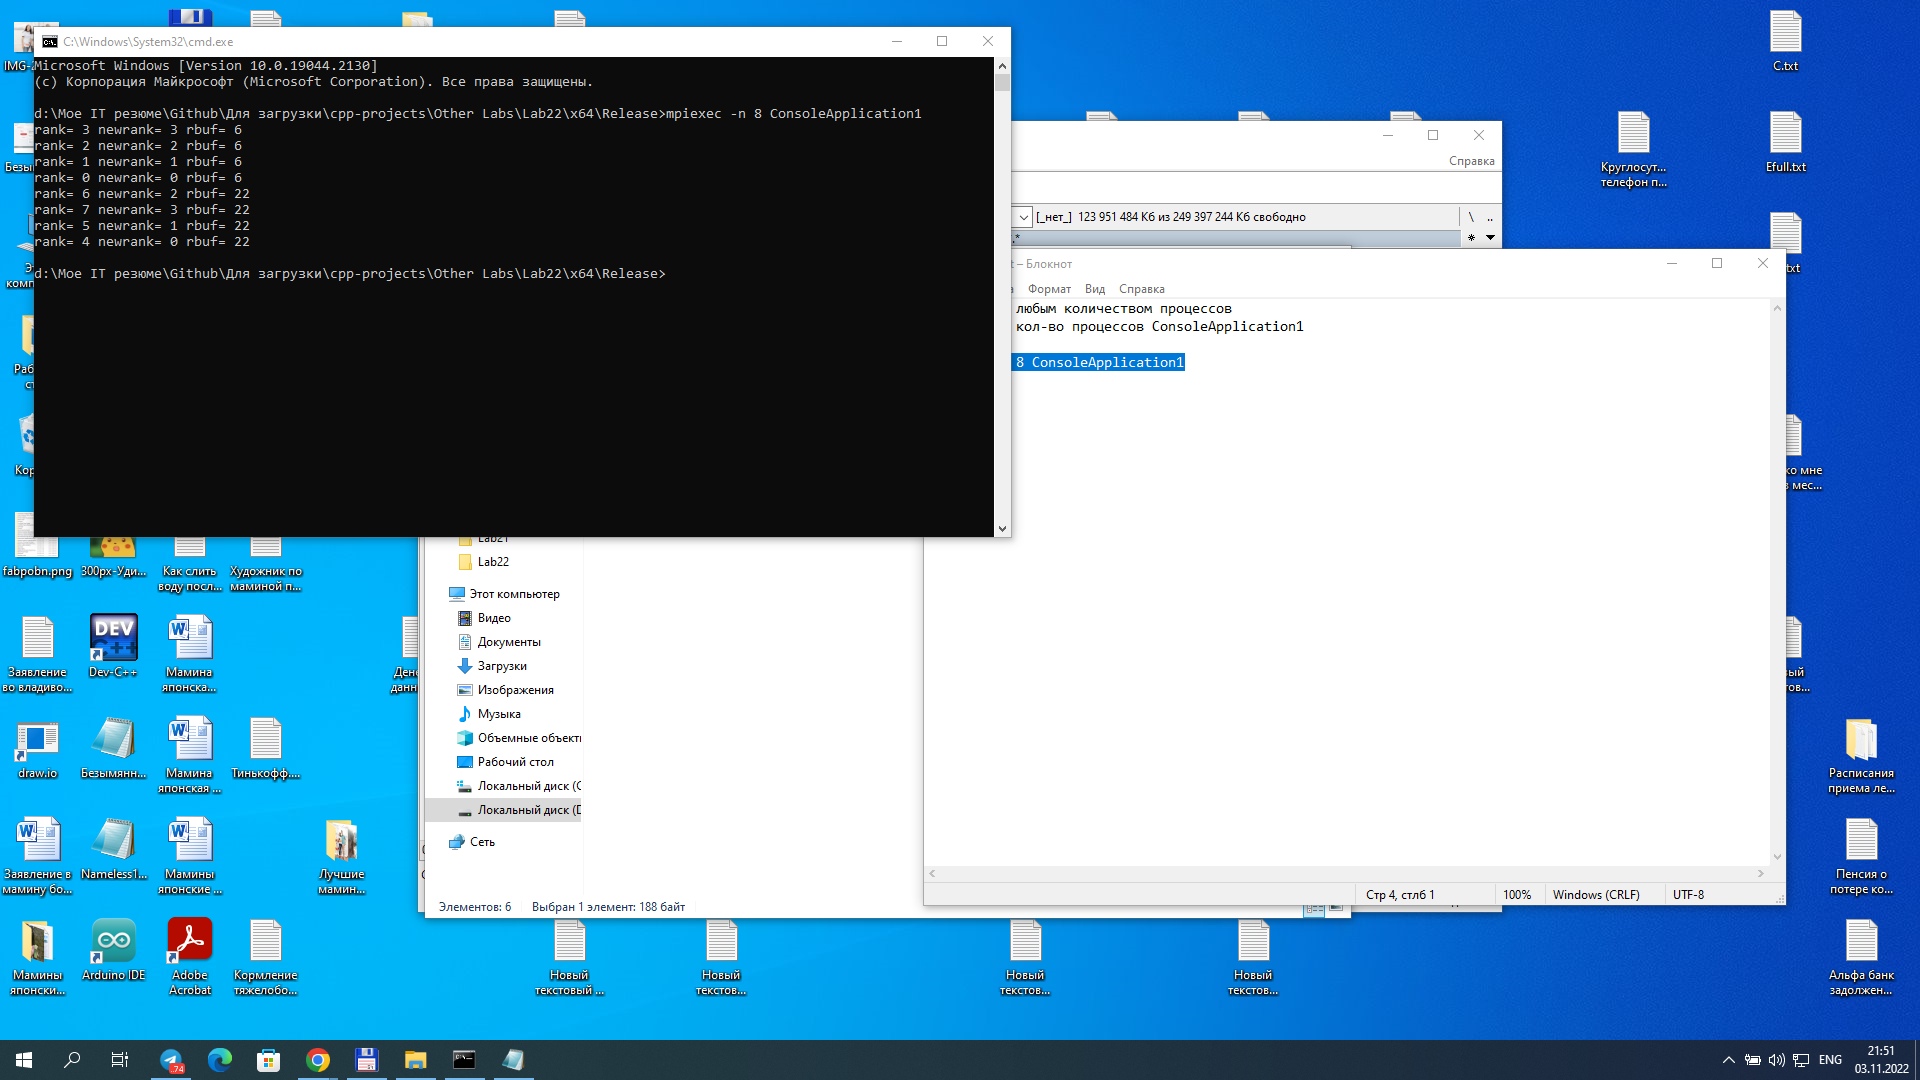 C:\Windows\System32\cmd.exe
Microsoft Windows [Version 10.0.19044.2130]
(c) Корпорация Майкрософт (Microsoft Corporation). Все права защищены.
d:\Мое IT резюме\Github\Для загрузки\cpp-projects\Other Labs\Lab22\x64\Release>mpiexec -n 8 ConsoleApplication1
rank= 3 newrank= 3 rbuf= 6
rank= 2 newrank= 2 rbuf= 6
rank= 1 newrank= 1 rbuf= 6
rank= 0 newrank= 0 rbuf= 6
rank= 6 newrank= 2 rbuf= 22
rank= 7 newrank= 3 rbuf= 22
rank= 5 newrank= 1 rbuf= 22
rank= 4 newrank= 0 rbuf= 22
d:\Мое IT резюме\Github\Для загрузки\cpp-projects\Other Labs\Lab22\x64\Release>
Справка
[_нет_] 123 951 484 Кб из 249 397 244 Кб свободно
\ ..
.*
*
– Блокнот
Формат Вид Справка
любым количеством процессов
кол-во процессов ConsoleApplication1
8 ConsoleApplication1
Стр 4, стлб 1
100%
Windows (CRLF)
UTF-8
Lab21
Lab22
Этот компьютер
Видео
Документы
Загрузки
Изображения
Музыка
Объемные объекты
Рабочий стол
Локальный диск (C
Локальный диск (D
Сеть
Элементов: 6
Выбран 1 элемент: 188 байт
C.txt
Круглосут...
телефон п...
Efull.txt
txt
ко мне
в мес...
ый
тов...
Расписания
приема ле...
Пенсия о
потере ко...
Альфа банк
задолжен...
IMG-2
Безы
Э
комп
Раб
ст
Кор
fabpobn.png
300px-Уди...
Как слить
воду посл...
Художник по
маминой п...
Заявление
во владиво...
DEV C++
Dev-C++
Мамина
японска...
Дене
данн
draw.io
Безымянн...
Мамина
японская ...
Тинькофф....
Заявление в
мамину бо...
Nameless1...
Мамины
японские ...
Лучшие
мамин...
Мамины
японски...
Arduino IDE
Adobe
Acrobat
Кормление
тяжелобо...
Новый
текстовый ...
Новый
текстов...
Новый
текстов...
Новый
текстов...
.74
ENG
21:51
03.11.2022